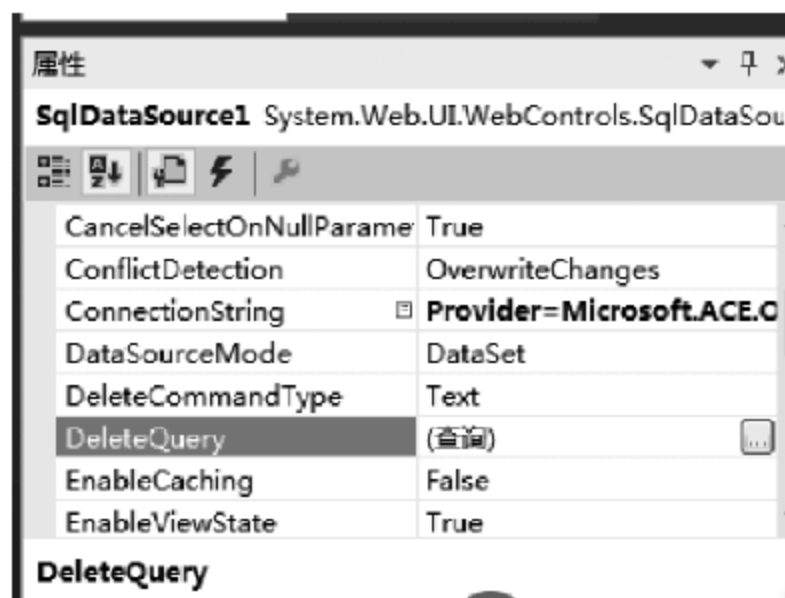 属性
SqlDataSource1 System.Web.UI.WebControls.SqlDataSou
CancelSelectOnNullParame True
ConflictDetection OverwriteChanges
ConnectionString Provider=Microsoft.ACE.O
DataSourceMode DataSet
DeleteCommandType Text
DeleteQuery (查询) ...
EnableCaching False
EnableViewState True
DeleteQuery